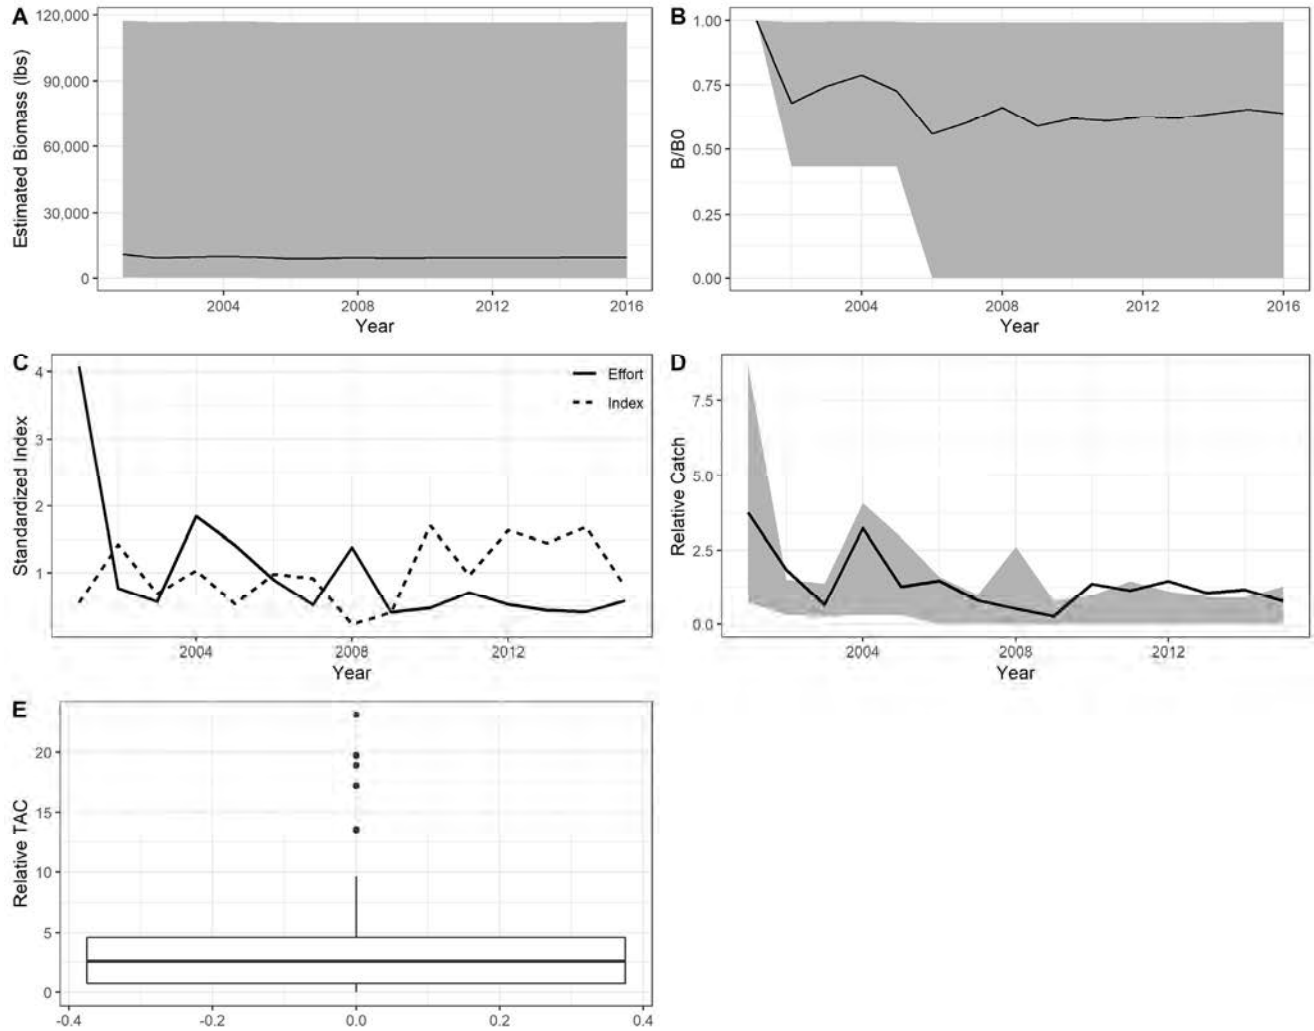 A
Estimated Biomass (lbs)
120,000
90,000
60,000
30,000
0
2004 2008 2012 2016
Year
B
B/B0
1.00
0.75
0.50
0.25
0.00
2004 2008 2012 2016
Year
C
Standardized Index
4
3
2
1
Effort
Index
2004 2008 2012
Year
D
Relative Catch
7.5
5.0
2.5
0.0
2004 2008 2012
Year
E
Relative TAC
20
15
10
5
0
-0.4 -0.2 0.0 0.2 0.4